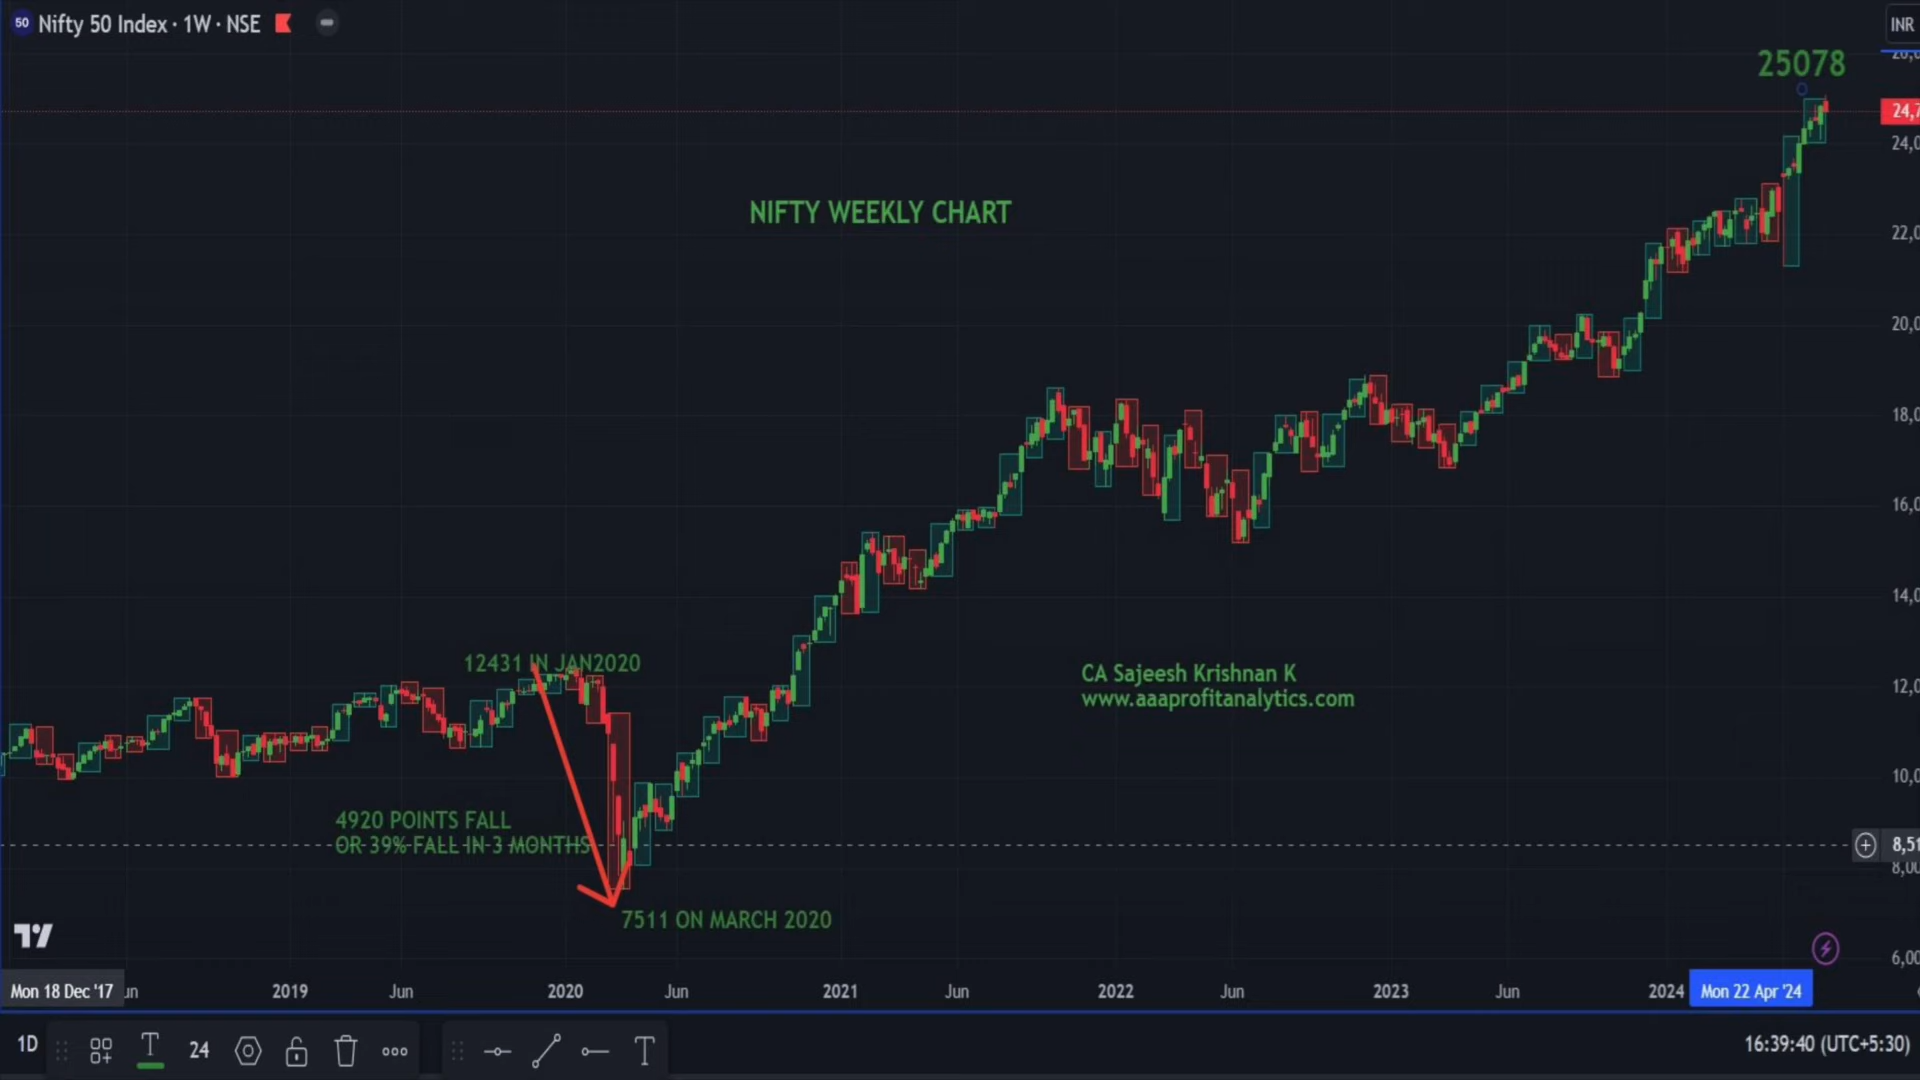 50 Nifty 50 Index · 1W · NSE
INR
25078
24,7
24,0
NIFTY WEEKLY CHART
22,0
20,0
18,0
16,0
14,0
12431 IN JAN2020
CA Sajeesh Krishnan K
www.aaaprofitanalytics.com
12,0
10,0
4920 POINTS FALL
OR 39% FALL IN 3 MONTHS
8,51
8,00
7511 ON MARCH 2020
6,00
Mon 18 Dec '17 un 2019 Jun 2020 Jun 2021 Jun 2022 Jun 2023 Jun 2024 Mon 22 Apr '24
1D T 24 T 16:39:40 (UTC+5:30)